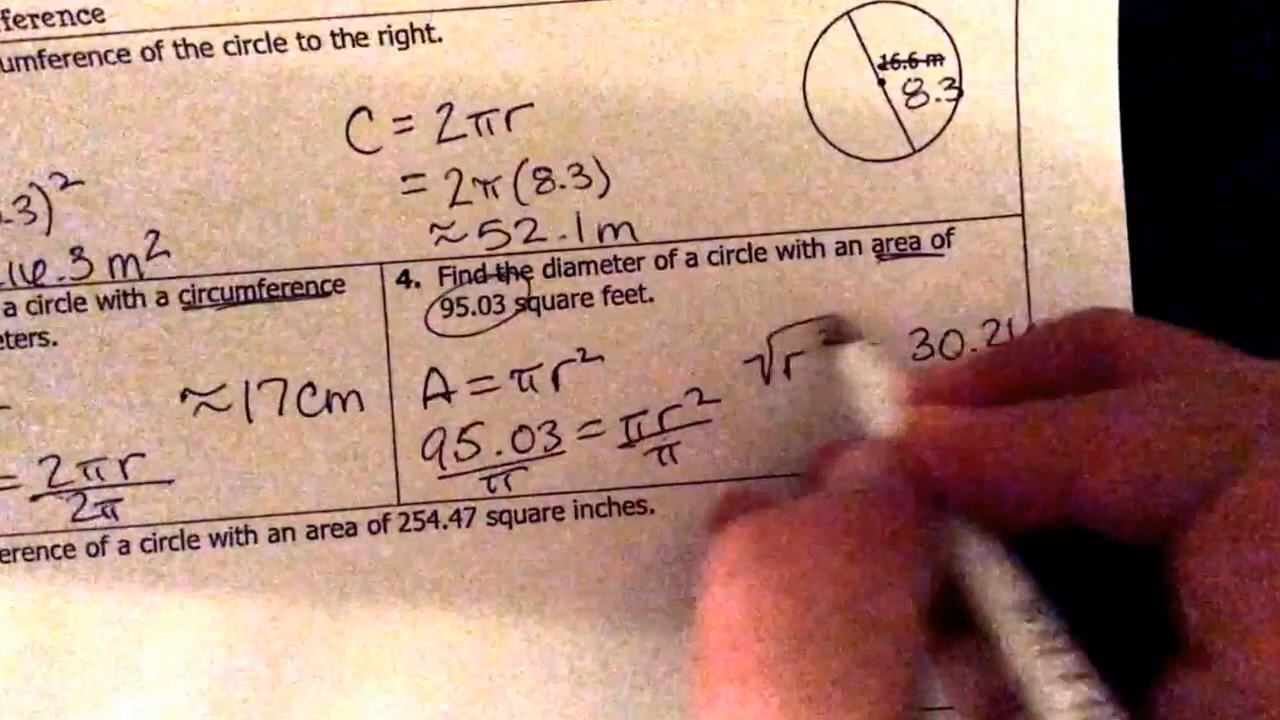 ference
umference of the circle to the right.
16.6 m
8.3
C = 2πr
= 2π(8.3)
≈ 52.1m
.3)²
16.3 m²
a circle with a circumference
ters.
≈17cm
= 2πr
2π
4. Find the diameter of a circle with an area of
95.03 square feet.
A = πr²
95.03 = πr²
π π
√r² 30.2
erence of a circle with an area of 254.47 square inches.